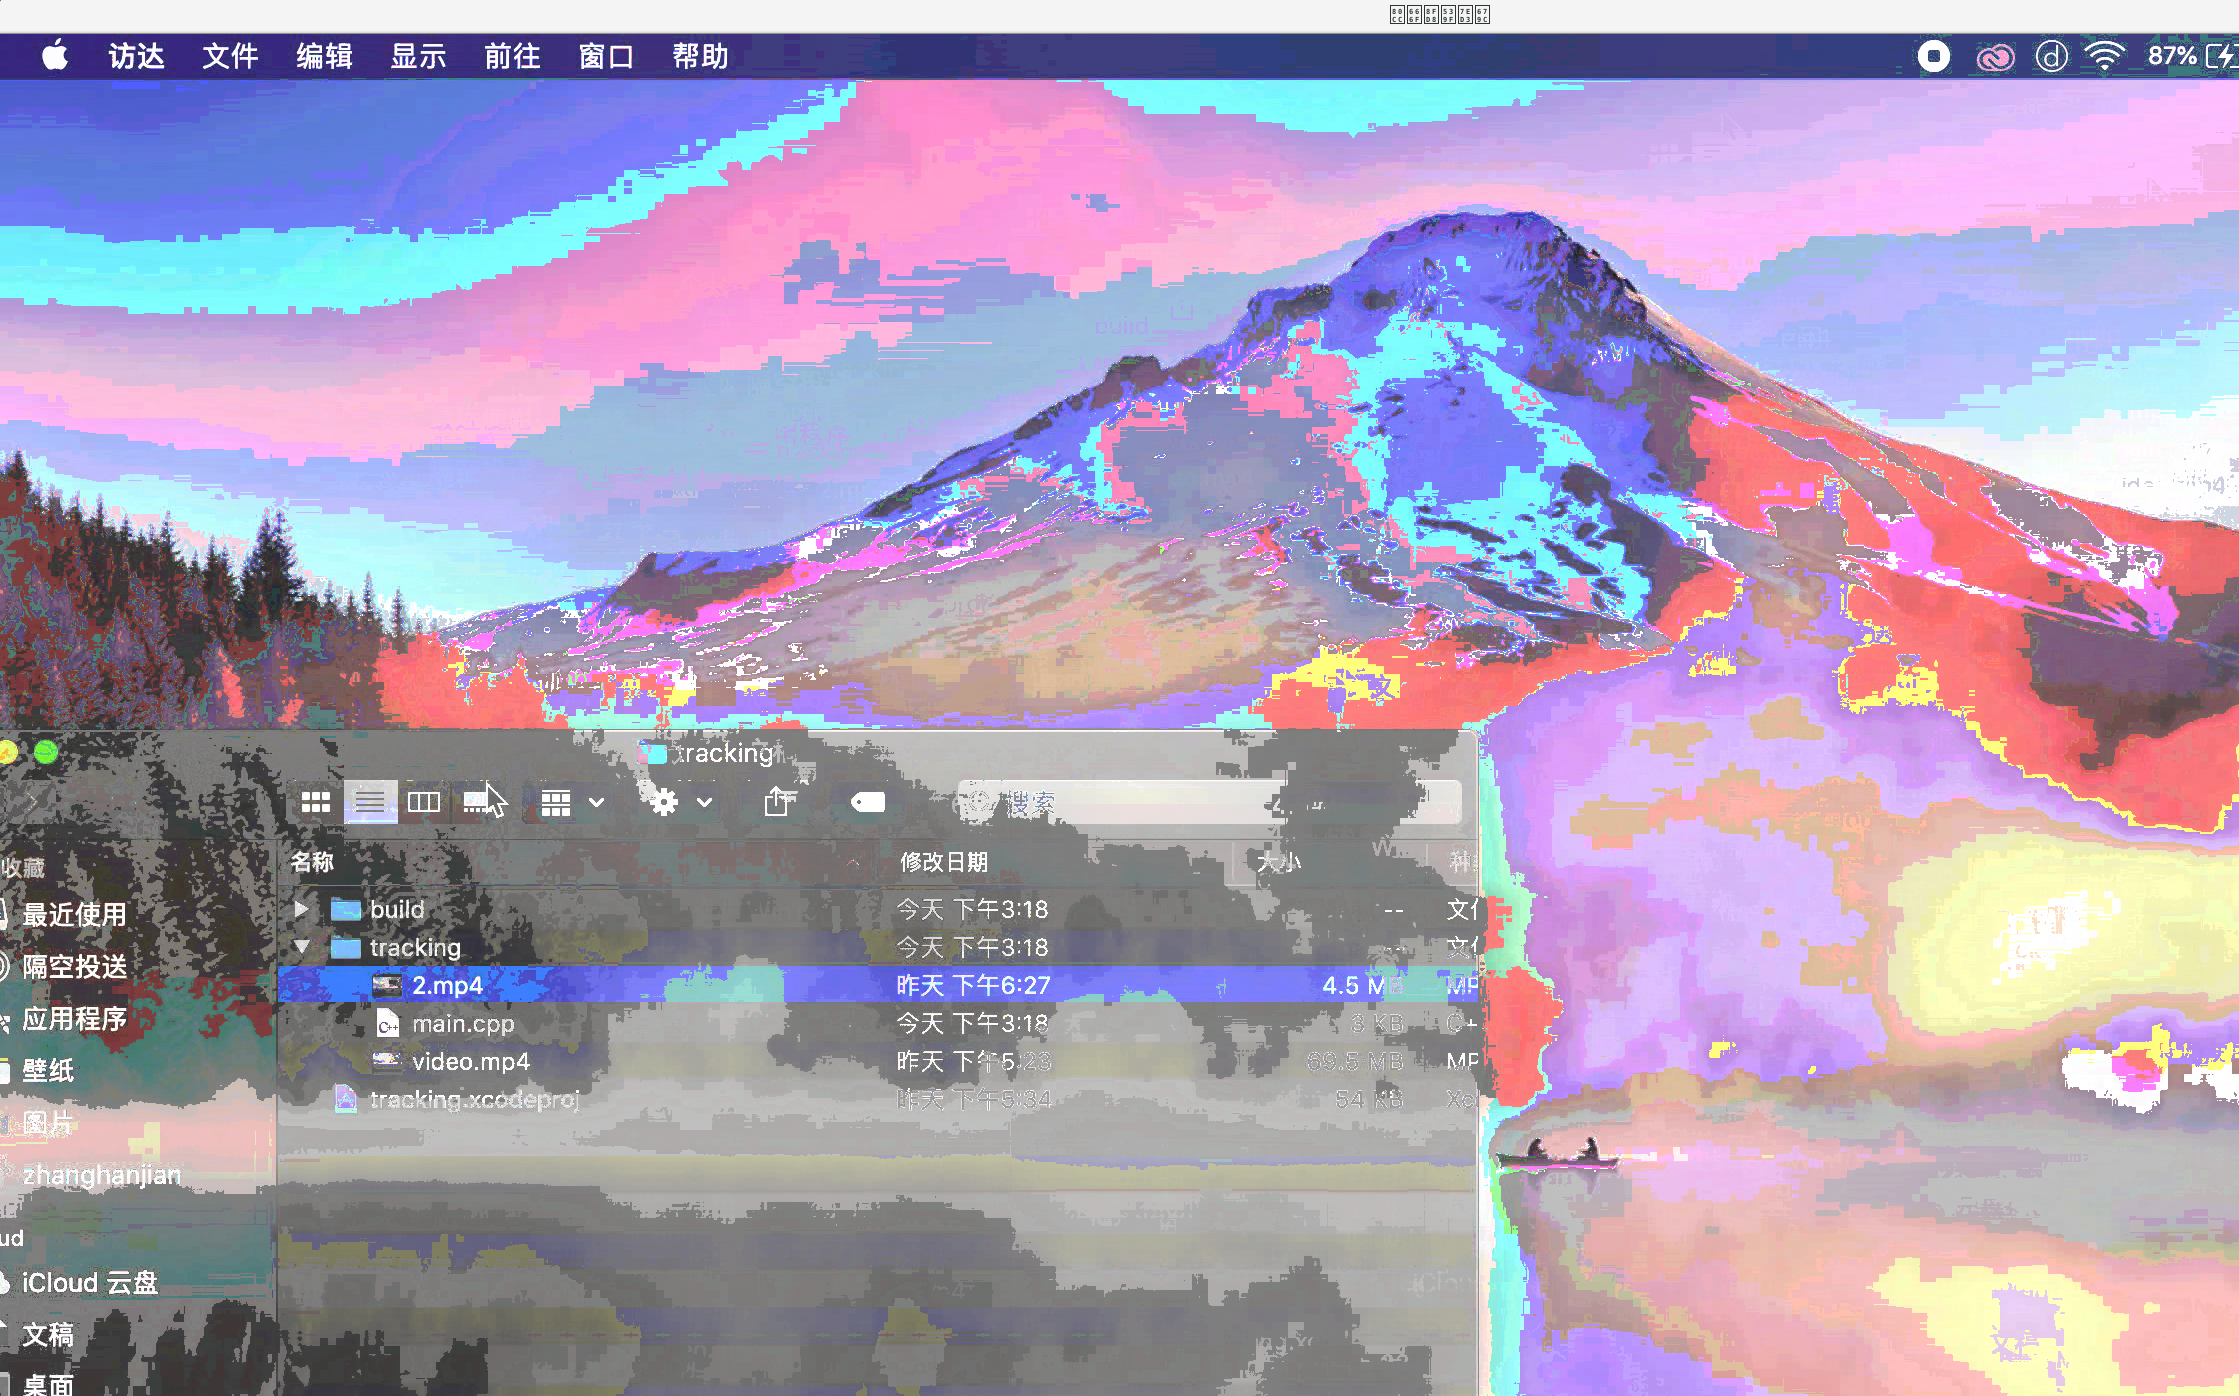 访达 文件 编辑 显示 前往 窗口 帮助 87%
tracking
搜索
名称 修改日期 大小
收藏
最近使用
隔空投送
应用程序
壁纸
图片
zhanghanjian
iCloud 云盘
文稿
桌面
build 今天 下午3:18 --
tracking 今天 下午3:18 --
2.mp4 昨天 下午6:27 4.5 MB
main.cpp 今天 下午3:18 3 KB
video.mp4 昨天 下午5:23 69.5 MB
tracking.xcodeproj 昨天 下午5:34 54 KB